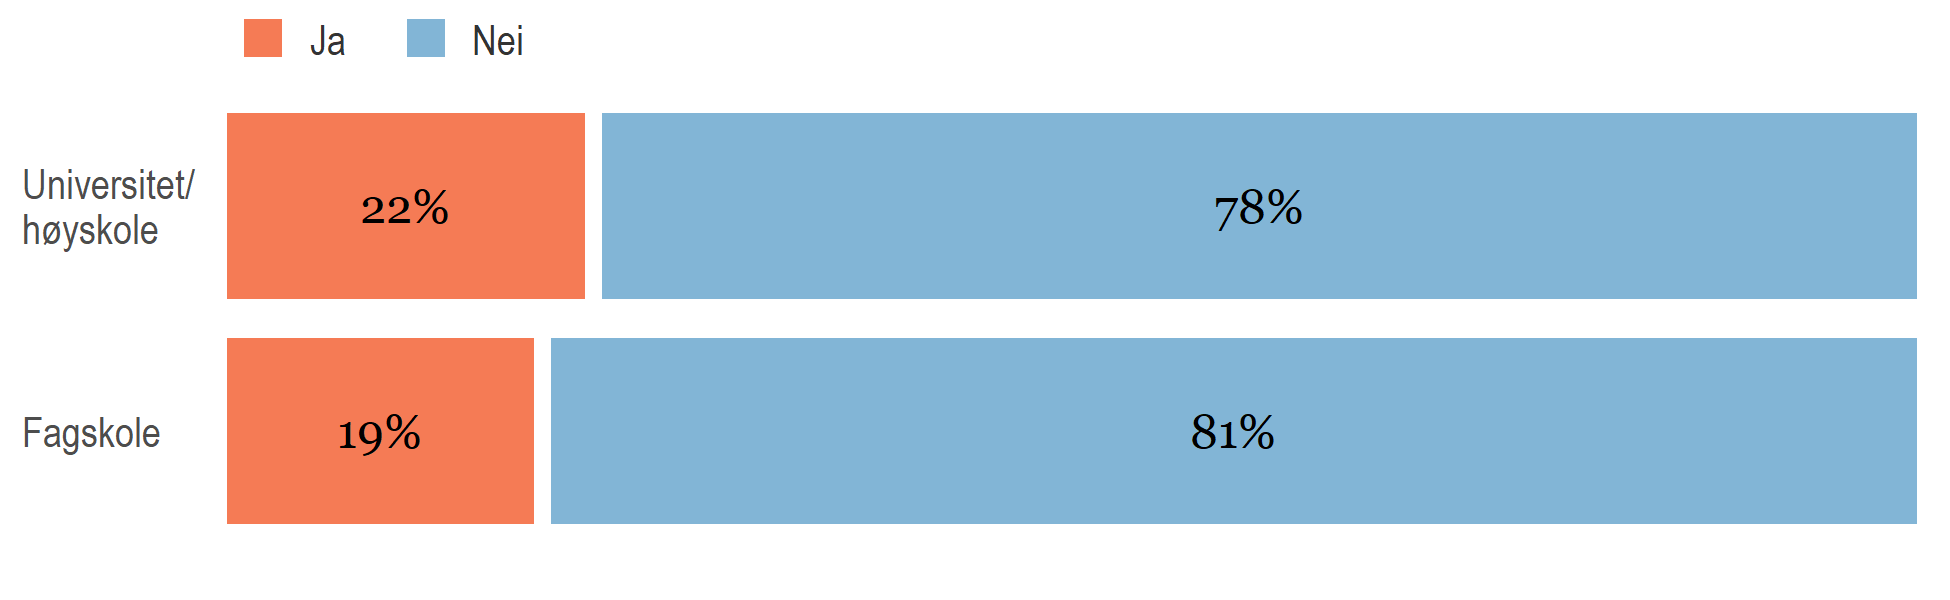 Ja Nei
Universitet/
høyskole
22% 78%
Fagskole
19% 81%